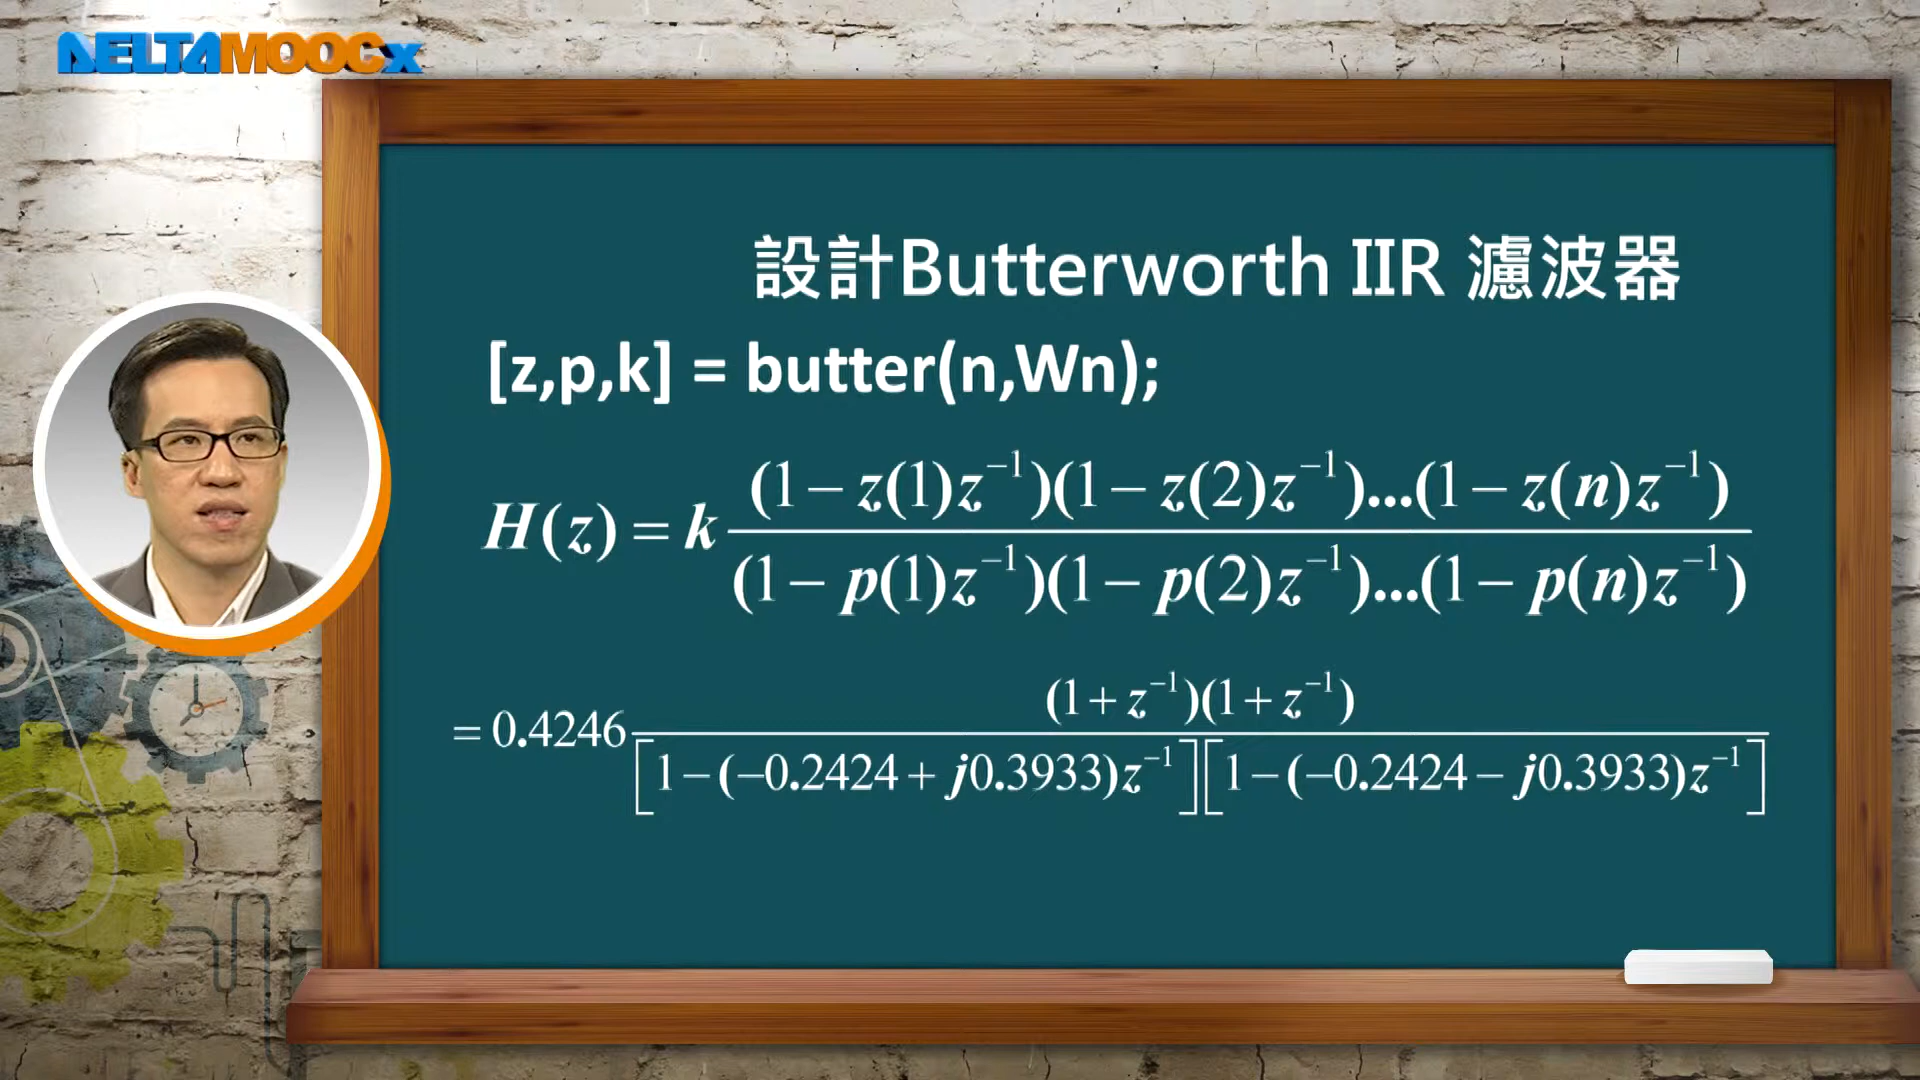 DELTAMOOCx
設計Butterworth IIR 濾波器
[z,p,k] = butter(n,Wn);
H(z) = k \frac{(1-z(1)z^{-1})(1-z(2)z^{-1})...(1-z(n)z^{-1})}{(1-p(1)z^{-1})(1-p(2)z^{-1})...(1-p(n)z^{-1})}
= 0.4246 \frac{(1+z^{-1})(1+z^{-1})}{[1-(-0.2424+j0.3933)z^{-1}][1-(-0.2424-j0.3933)z^{-1}]}